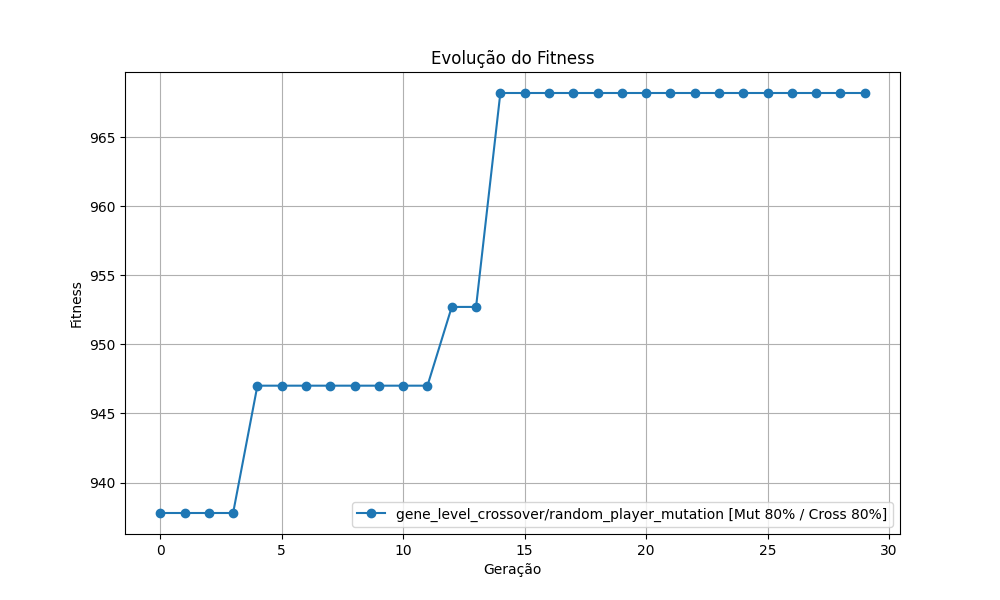 Evolução do Fitness
965
960
955
950
945
940
Fitness
gene_level_crossover/random_player_mutation [Mut 80% / Cross 80%]
0 5 10 15 20 25 30
Geração